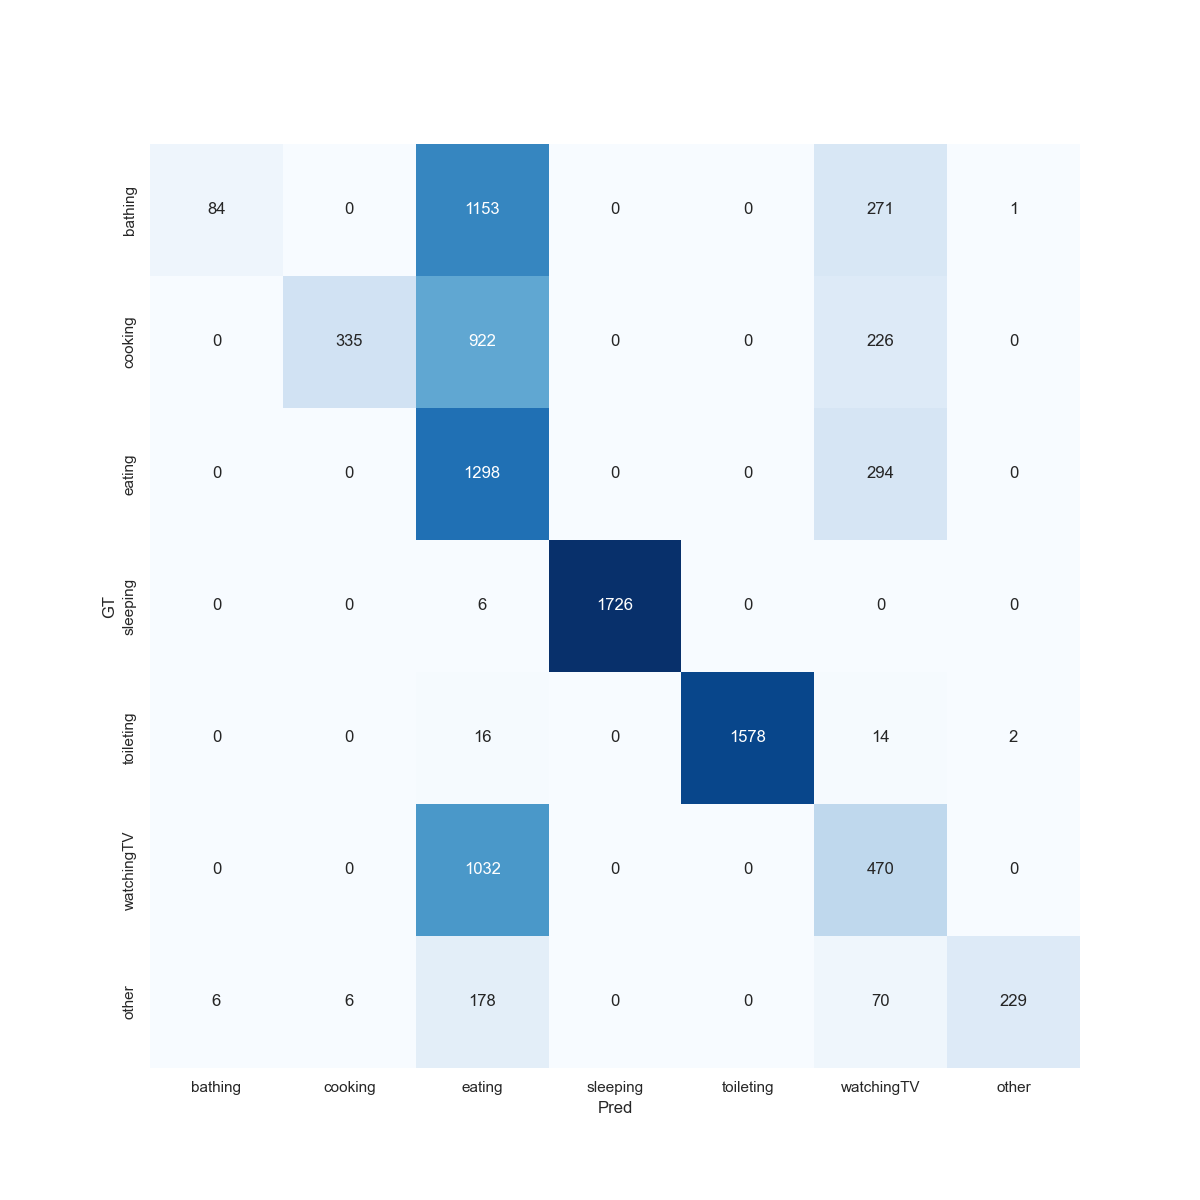 bathing 84 0 1153 0 0 271 1
cooking 0 335 922 0 0 226 0
eating 0 0 1298 0 0 294 0
GT
sleeping 0 0 6 1726 0 0 0
toileting 0 0 16 0 1578 14 2
watchingTV 0 0 1032 0 0 470 0
other 6 6 178 0 0 70 229
bathing cooking eating sleeping toileting watchingTV other
Pred